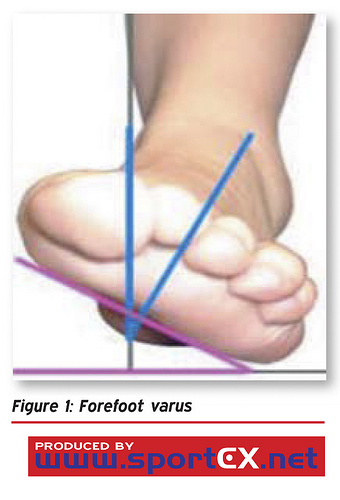 Figure 1: Forefoot varus
PRODUCED BY
www.sportEX.net